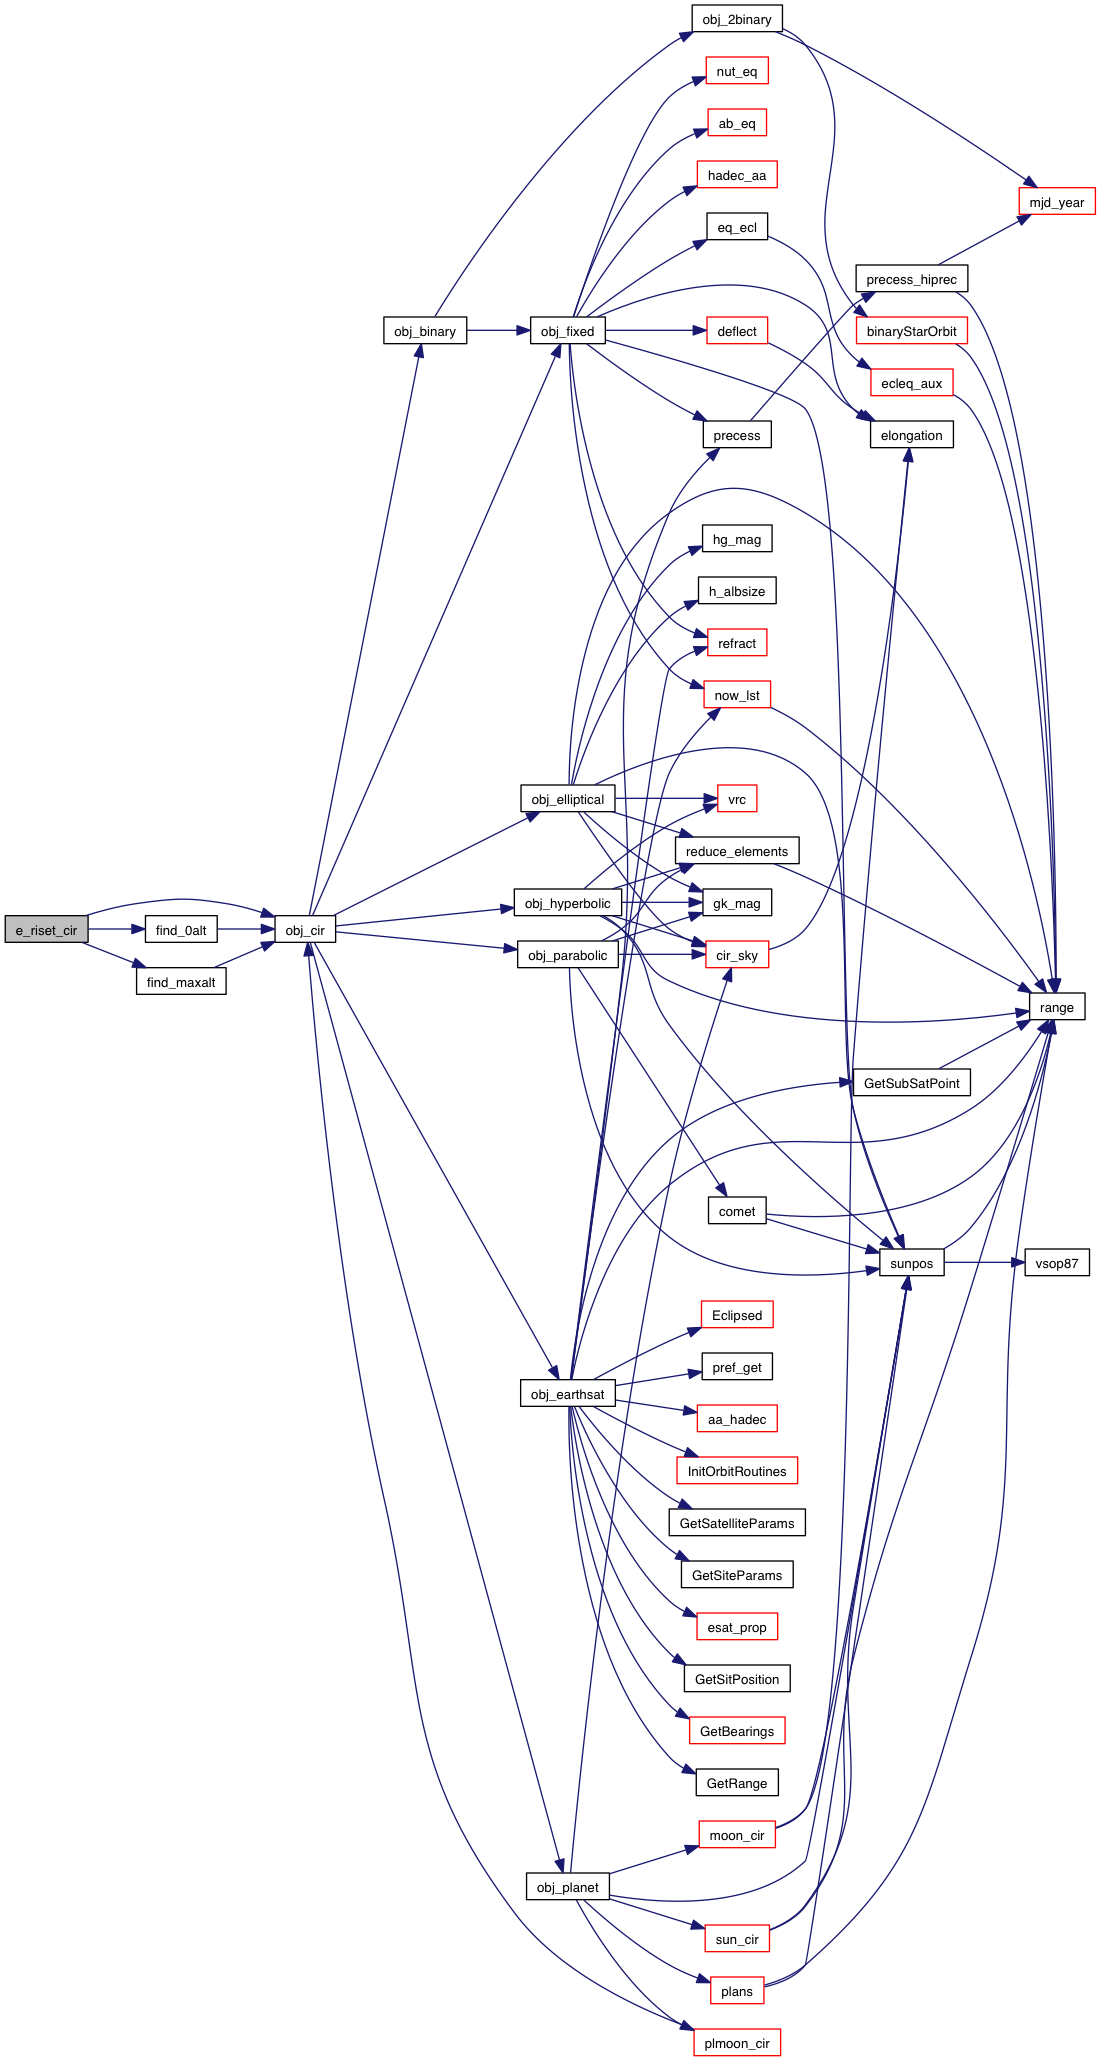 obj_2binary
nut_eq
ab_eq
hadec_aa
mjd_year
eq_ecl
precess_hiprec
obj_binary
obj_fixed
deflect
binaryStarOrbit
ecleq_aux
precess
elongation
hg_mag
h_albsize
refract
now_lst
obj_elliptical
vrc
reduce_elements
obj_hyperbolic
gk_mag
e_riset_cir
find_0alt
obj_cir
obj_parabolic
cir_sky
find_maxalt
range
GetSubSatPoint
comet
sunpos
vsop87
Eclipsed
pref_get
obj_earthsat
aa_hadec
InitOrbitRoutines
GetSatelliteParams
GetSiteParams
esat_prop
GetSitPosition
GetBearings
GetRange
moon_cir
obj_planet
sun_cir
plans
plmoon_cir